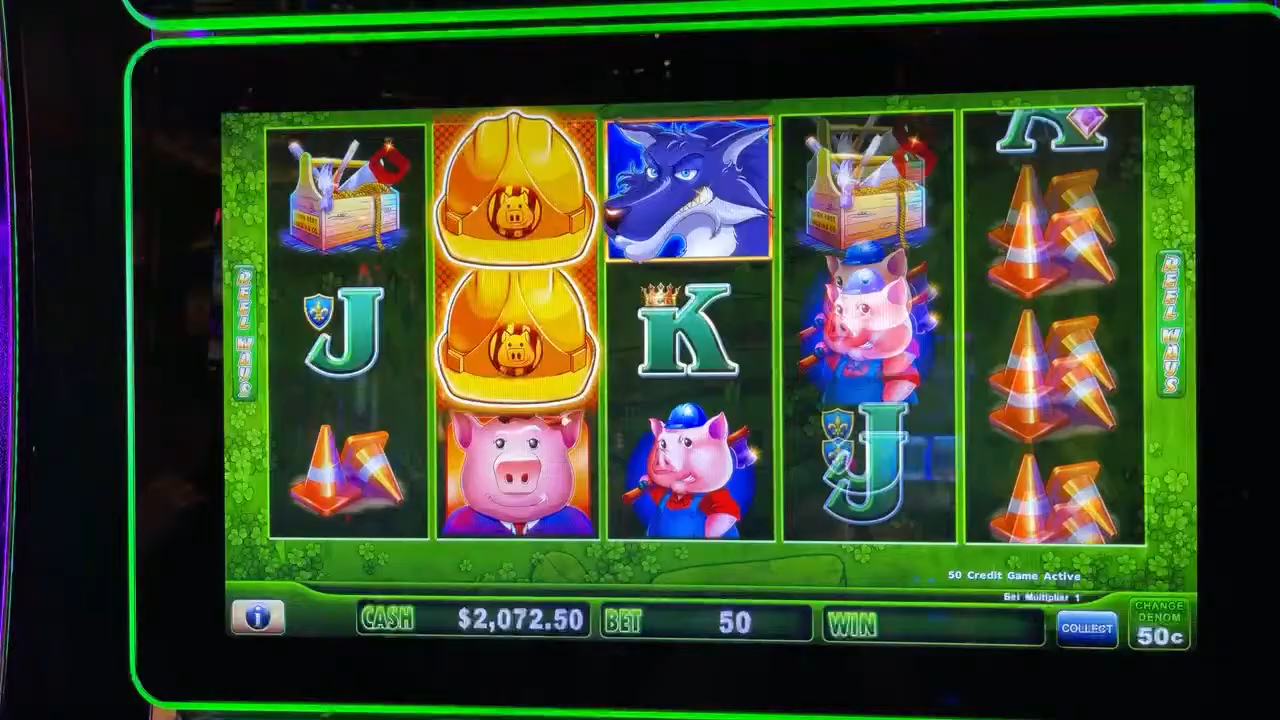 J
K
J
REEL WAYS
REEL WAYS
50 Credit Game Active
Bet Multiplier 1
i
CASH $2,072.50 BET 50 WIN
COLLECT
CHANGE
DENOM
50¢